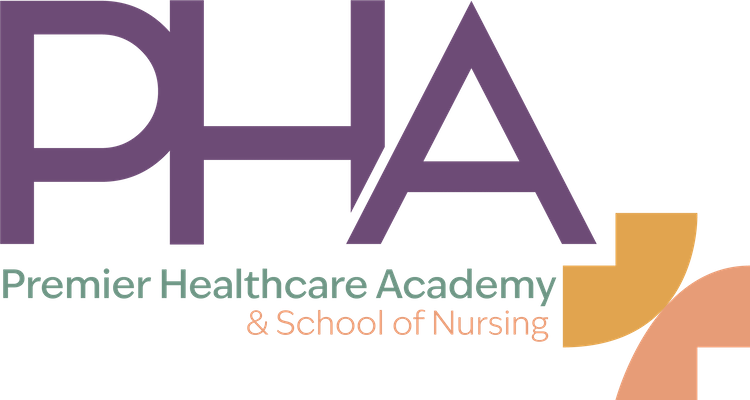 PHA
Premier Healthcare Academy
& School of Nursing